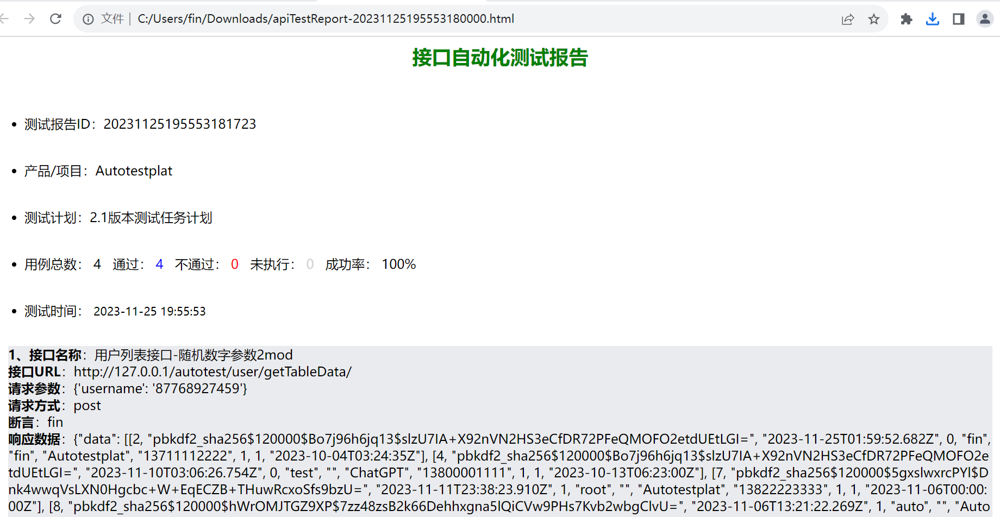 文件 | C:/Users/fin/Downloads/apiTestReport-20231125195553180000.html
接口自动化测试报告
• 测试报告ID：20231125195553181723
• 产品/项目：Autotestplat
• 测试计划：2.1版本测试任务计划
• 用例总数： 4 通过： 4 不通过： 0 未执行： 0 成功率： 100%
• 测试时间： 2023-11-25 19:55:53
1、接口名称：用户列表接口-随机数字参数2mod
接口URL：http://127.0.0.1/autotest/user/getTableData/
请求参数：{'username': '87768927459'}
请求方式：post
断言：fin
响应数据：{"data": [[2, "pbkdf2_sha256$120000$Bo7j96h6jq13$slzU7IA+X92nVN2HS3eCfDR72PFeQMOFO2etdUEtLGI=", "2023-11-25T01:59:52.682Z", 0, "fin",
"fin", "Autotestplat", "13711112222", 1, 1, "2023-10-04T03:24:35Z"], [4, "pbkdf2_sha256$120000$Bo7j96h6jq13$slzU7IA+X92nVN2HS3eCfDR72PFeQMOFO2e
tdUEtLGI=", "2023-11-10T03:06:26.754Z", 0, "test", "", "ChatGPT", "13800001111", 1, 1, "2023-10-13T06:23:00Z"], [7, "pbkdf2_sha256$120000$5gxslwxrcPYl$D
nk4wwqVsLXN0Hgcbc+W+EqECZB+THuwRcxoSfs9bzU=", "2023-11-11T23:38:23.910Z", 1, "root", "", "Autotestplat", "13822223333", 1, 1, "2023-11-06T00:00:
00Z"], [8, "pbkdf2_sha256$120000$hWrOMJTGZ9XP$7zz48zsB2k66Dehhxgna5lQiCVw9PHs7Kvb2wbgClvU=", "2023-11-06T13:21:22.269Z", 1, "auto", "", "Auto